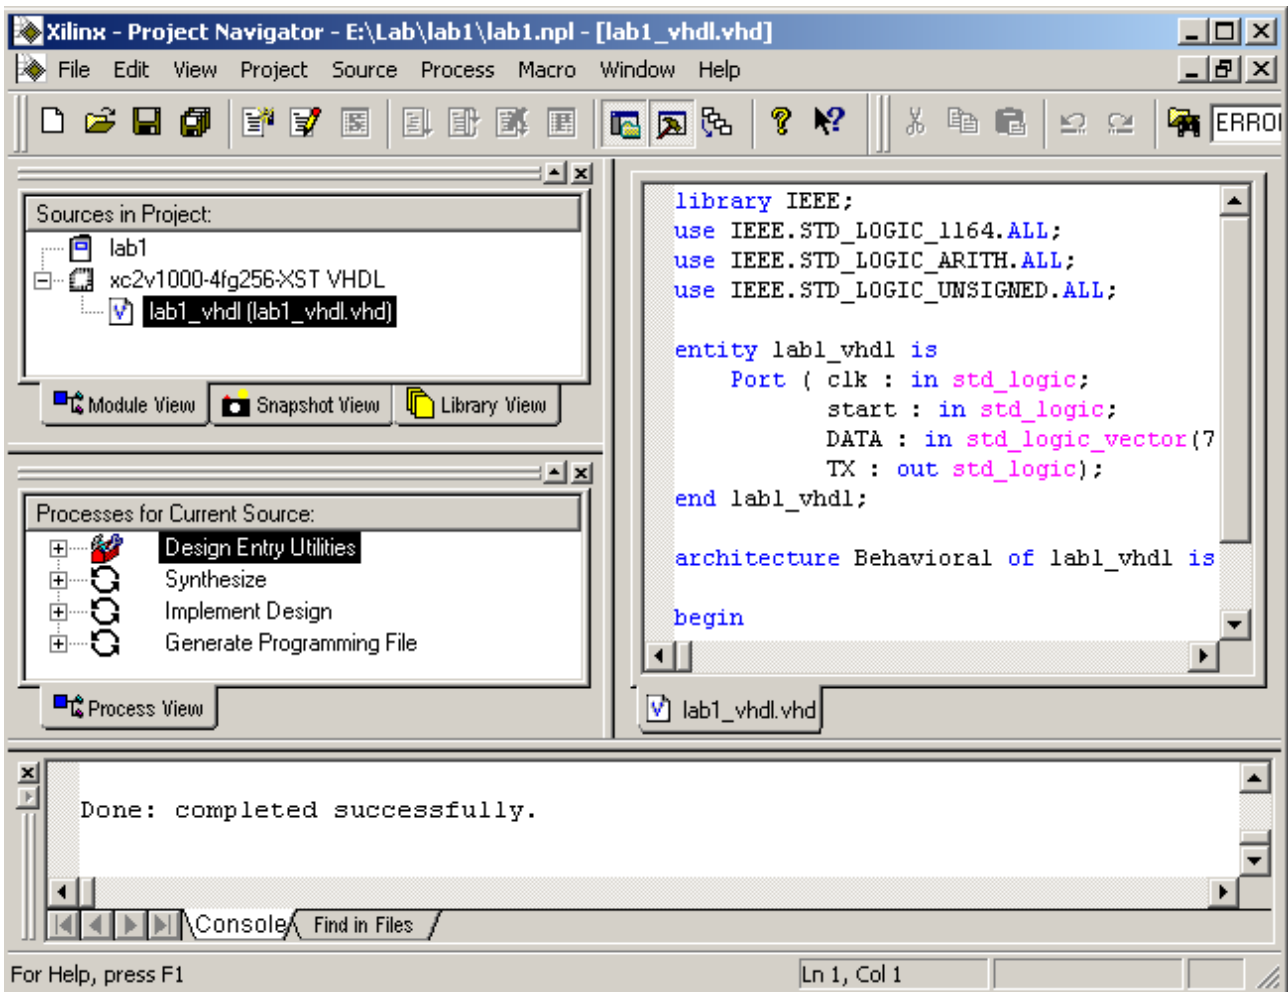 Xilinx - Project Navigator - E:\Lab\lab1\lab1.npl - [lab1_vhdl.vhd]
File Edit View Project Source Process Macro Window Help
ERRO
Sources in Project:
lab1
xc2v1000-4fg256-XST VHDL
lab1_vhdl (lab1_vhdl.vhd)
Module View Snapshot View Library View
Processes for Current Source:
Design Entry Utilities
Synthesize
Implement Design
Generate Programming File
Process View
library IEEE;
use IEEE.STD_LOGIC_1164.ALL;
use IEEE.STD_LOGIC_ARITH.ALL;
use IEEE.STD_LOGIC_UNSIGNED.ALL;
entity lab1_vhdl is
Port ( clk : in std_logic;
start : in std_logic;
DATA : in std_logic_vector(7
TX : out std_logic);
end lab1_vhdl;
architecture Behavioral of lab1_vhdl is
begin
lab1_vhdl.vhd
Done: completed successfully.
Console Find in Files
For Help, press F1
Ln 1, Col 1